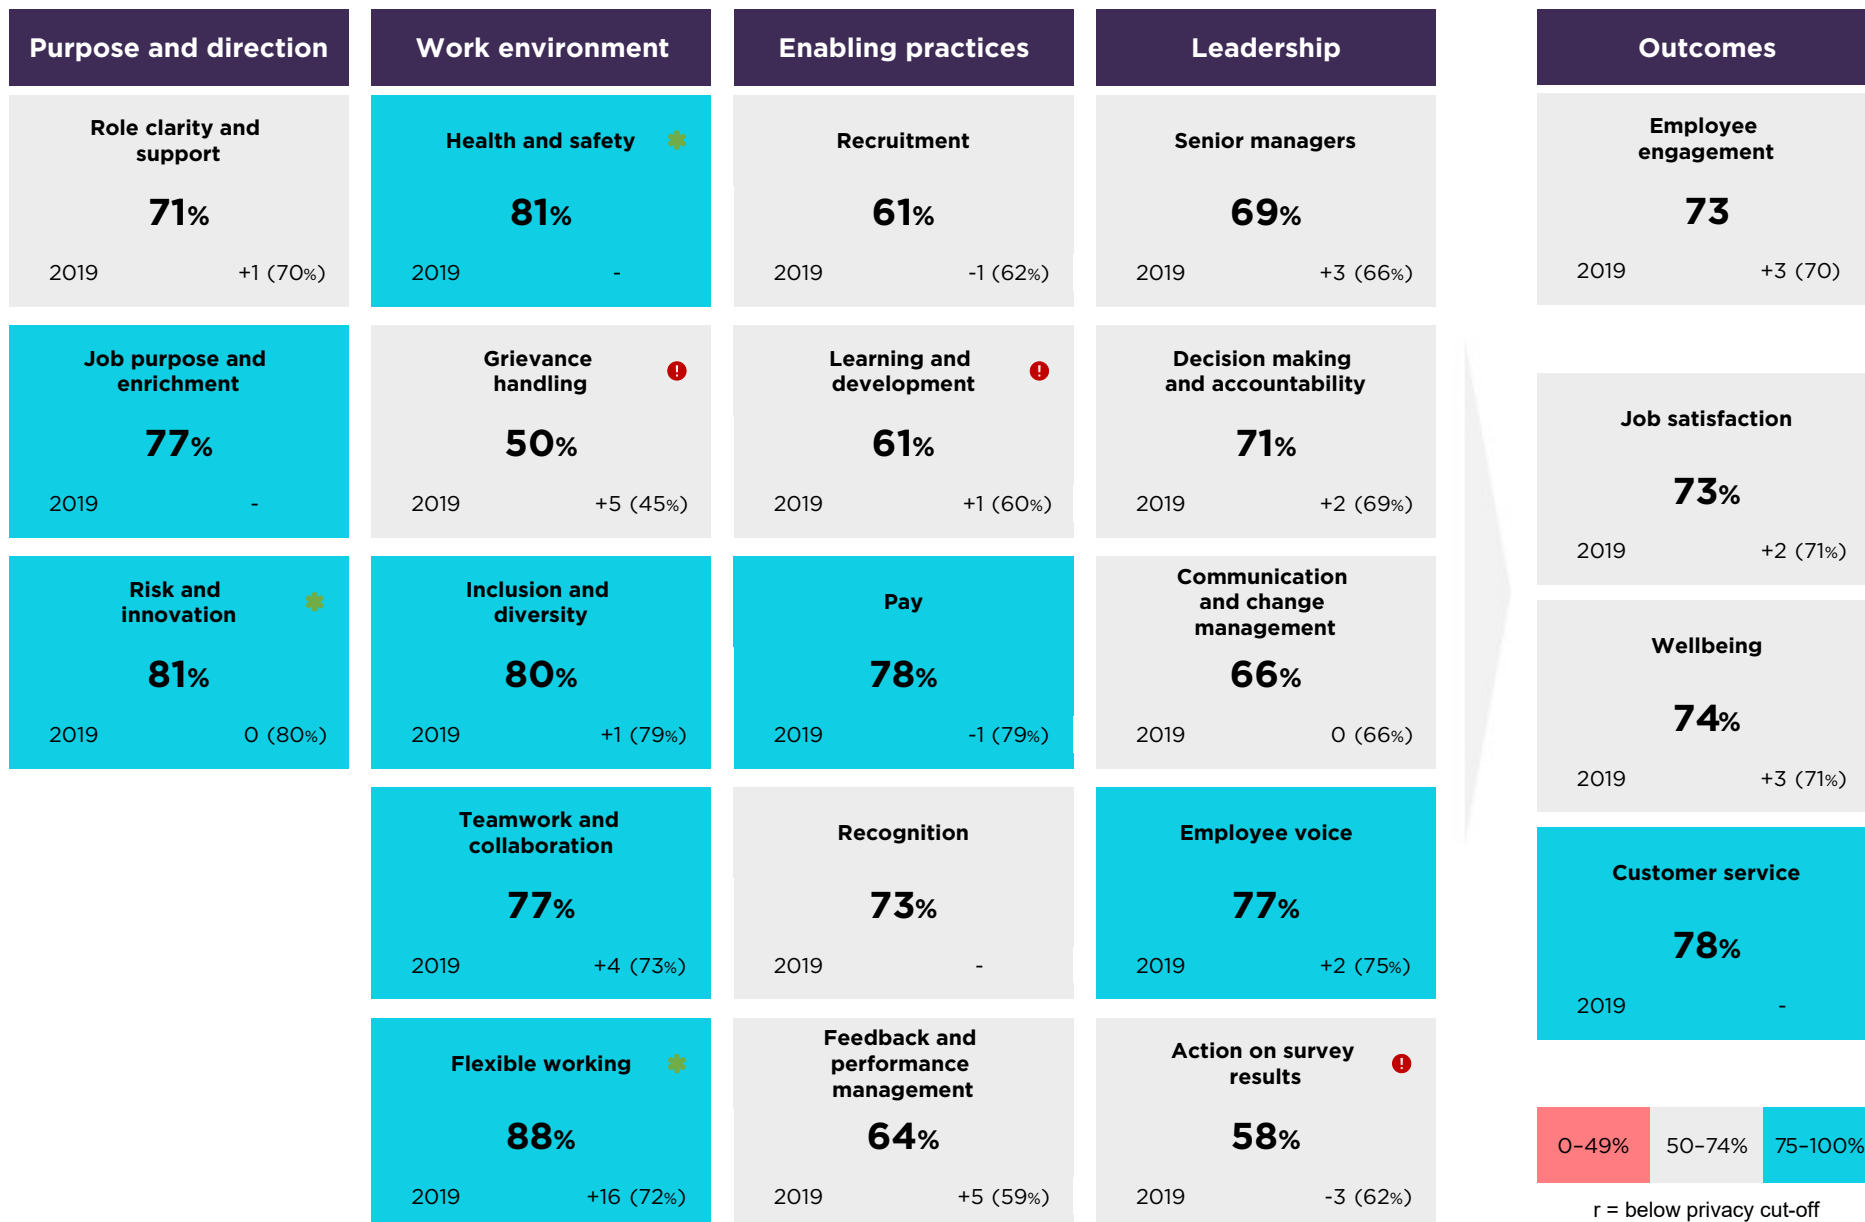 Purpose and direction
Role clarity and
support
71%
2019 +1 (70%)
Job purpose and
enrichment
77%
2019 -
Risk and
innovation
81%
2019 0 (80%)
Work environment
Health and safety
81%
2019 -
Grievance
handling
50%
2019 +5 (45%)
Inclusion and
diversity
80%
2019 +1 (79%)
Teamwork and
collaboration
77%
2019 +4 (73%)
Flexible working
88%
2019 +16 (72%)
Enabling practices
Recruitment
61%
2019 -1 (62%)
Learning and
development
61%
2019 +1 (60%)
Pay
78%
2019 -1 (79%)
Recognition
73%
2019 -
Feedback and
performance
management
64%
2019 +5 (59%)
Leadership
Senior managers
69%
2019 +3 (66%)
Decision making
and accountability
71%
2019 +2 (69%)
Communication
and change
management
66%
2019 0 (66%)
Employee voice
77%
2019 +2 (75%)
Action on survey
results
58%
2019 -3 (62%)
Outcomes
Employee
engagement
73
2019 +3 (70)
Job satisfaction
73%
2019 +2 (71%)
Wellbeing
74%
2019 +3 (71%)
Customer service
78%
2019 -
0–49% 50–74% 75–100%
r = below privacy cut-off